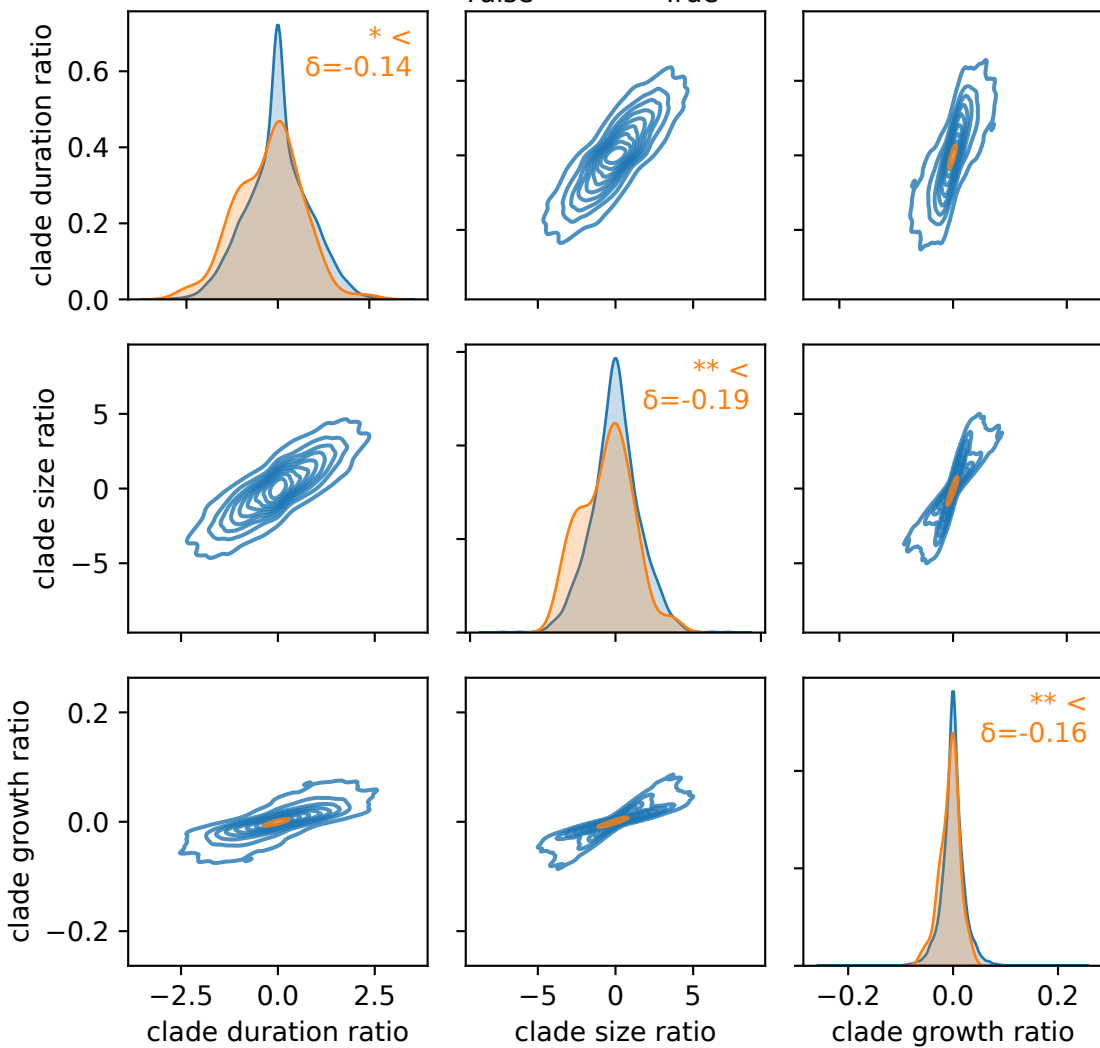 clade duration ratio
0.6
0.4
0.2
0.0
* <
δ=-0.14
clade size ratio
5
0
−5
** <
δ=-0.19
clade growth ratio
0.2
0.0
−0.2
** <
δ=-0.16
−2.5 0.0 2.5
−5 0 5
−0.2 0.0 0.2
clade duration ratio
clade size ratio
clade growth ratio